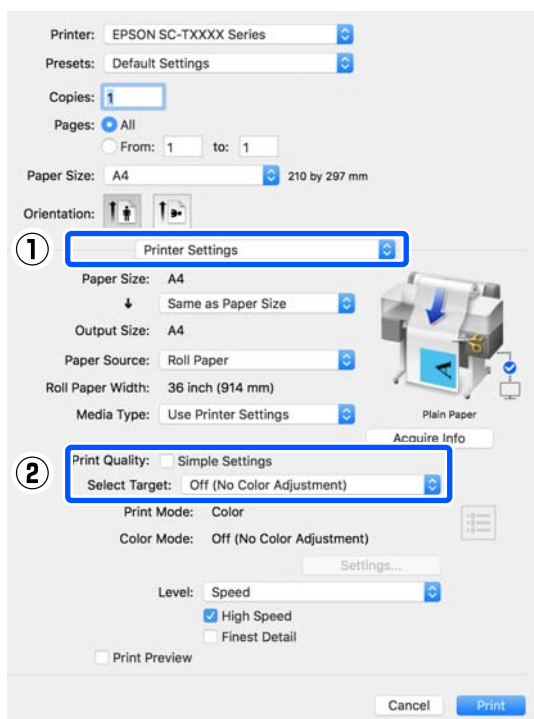 Printer: EPSON SC-TXXXX Series
Presets: Default Settings
Copies: 1
Pages: All
From: 1 to: 1
Paper Size: A4 210 by 297 mm
Orientation:
1 Printer Settings
Paper Size: A4
Same as Paper Size
Output Size: A4
Paper Source: Roll Paper
Roll Paper Width: 36 inch (914 mm)
Media Type: Use Printer Settings
Plain Paper
Acquire Info
2 Print Quality: Simple Settings
Select Target: Off (No Color Adjustment)
Print Mode: Color
Color Mode: Off (No Color Adjustment)
Settings...
Level: Speed
High Speed
Finest Detail
Print Preview
Cancel Print